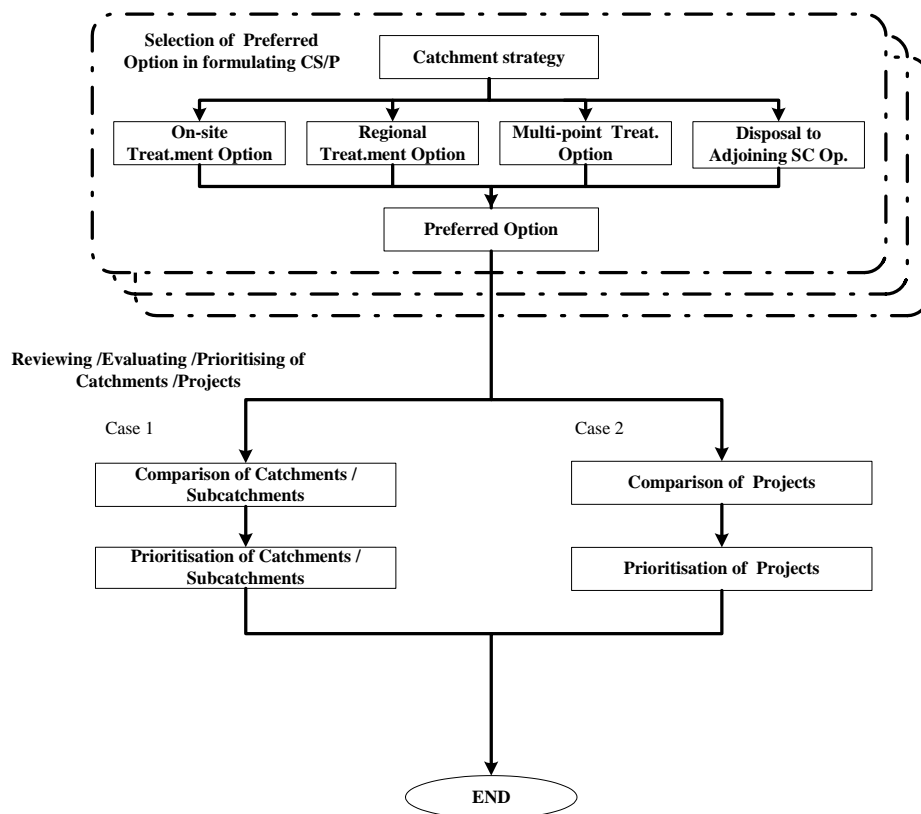 Selection of Preferred
Option in formulating CS/P
Catchment strategy
On-site
Treat.ment Option
Regional
Treat.ment Option
Multi-point Treat.
Option
Disposal to
Adjoining SC Op.
Preferred Option
Reviewing /Evaluating /Prioritising of
Catchments /Projects
Case 1
Case 2
Comparison of Catchments /
Subcatchments
Comparison of Projects
Prioritisation of Catchments /
Subcatchments
Prioritisation of Projects
END